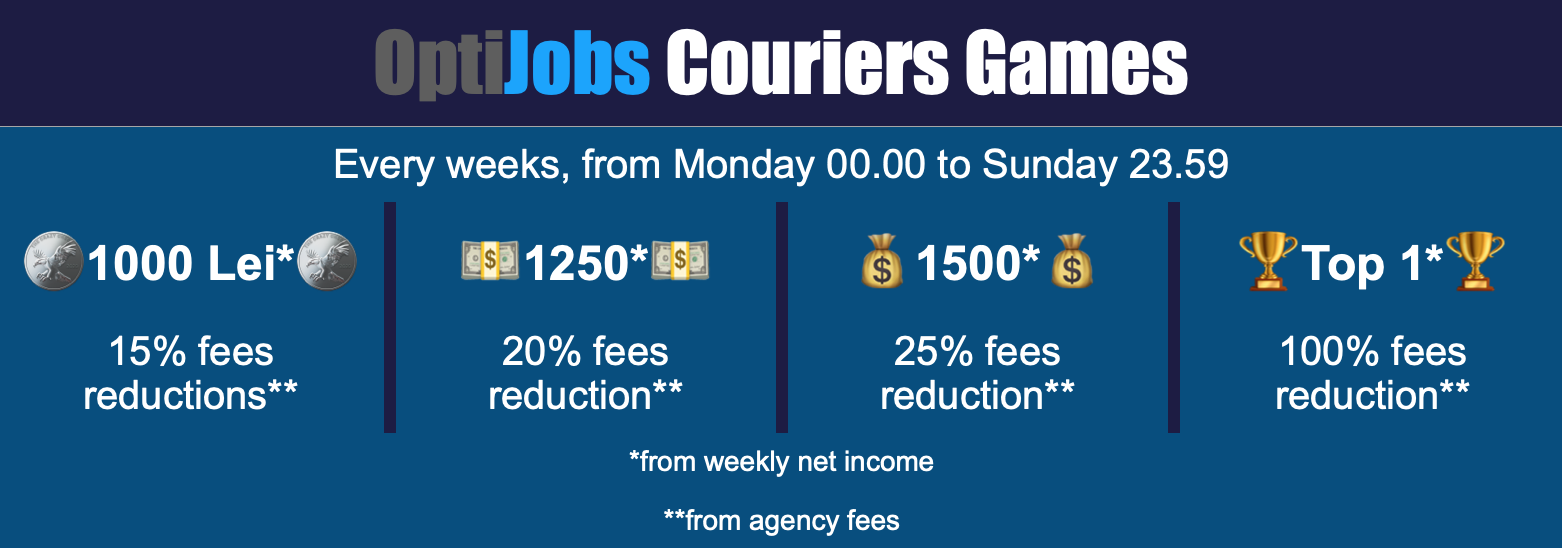 OptiJobs Couriers Games
Every weeks, from Monday 00.00 to Sunday 23.59
1000 Lei*
15% fees
reductions**
1250*
20% fees
reduction**
1500*
25% fees
reduction**
Top 1*
100% fees
reduction**
*from weekly net income
**from agency fees